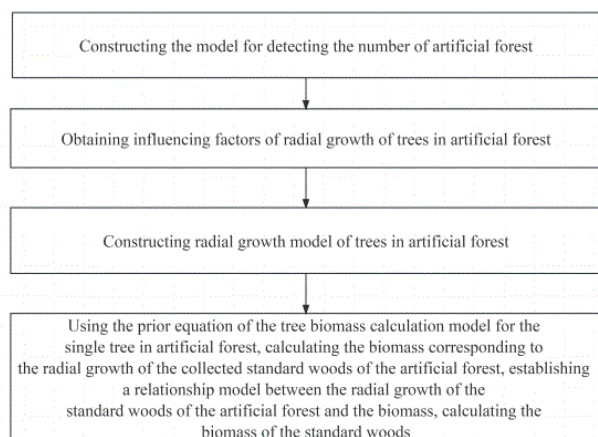 Constructing the model for detecting the number of artificial forest
Obtaining influencing factors of radial growth of trees in artificial forest
Constructing radial growth model of trees in artificial forest
Using the prior equation of the tree biomass calculation model for the
single tree in artificial forest, calculating the biomass corresponding to
the radial growth of the collected standard woods of the artificial forest, establishing
a relationship model between the radial growth of the
standard woods of the artificial forest and the biomass, calculating the
biomass of the standard woods